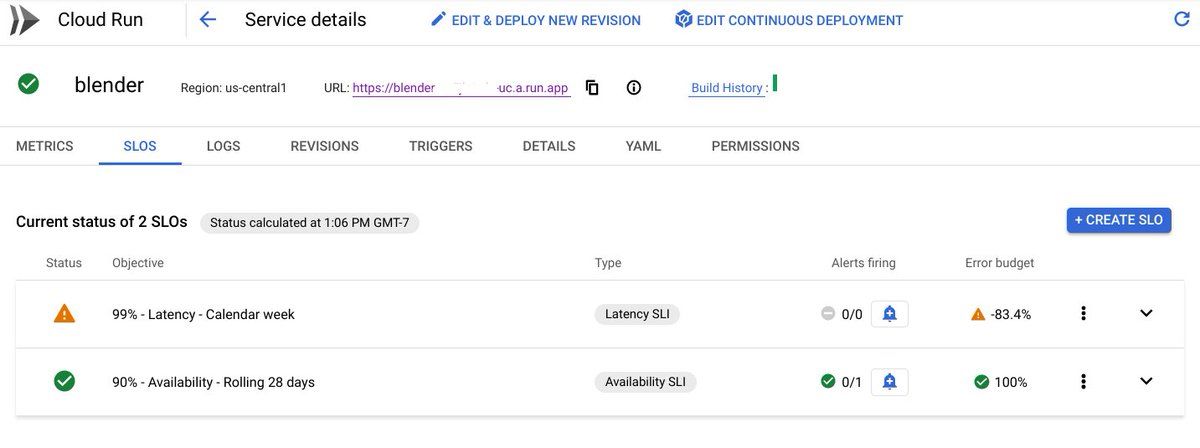 Cloud Run Service details EDIT & DEPLOY NEW REVISION EDIT CONTINUOUS DEPLOYMENT
blender Region: us-central1 URL: https://blender -uc.a.run.app Build History :
METRICS SLOS LOGS REVISIONS TRIGGERS DETAILS YAML PERMISSIONS
Current status of 2 SLOs Status calculated at 1:06 PM GMT-7 + CREATE SLO
Status Objective Type Alerts firing Error budget
99% - Latency - Calendar week Latency SLI 0/0 -83.4%
90% - Availability - Rolling 28 days Availability SLI 0/1 100%